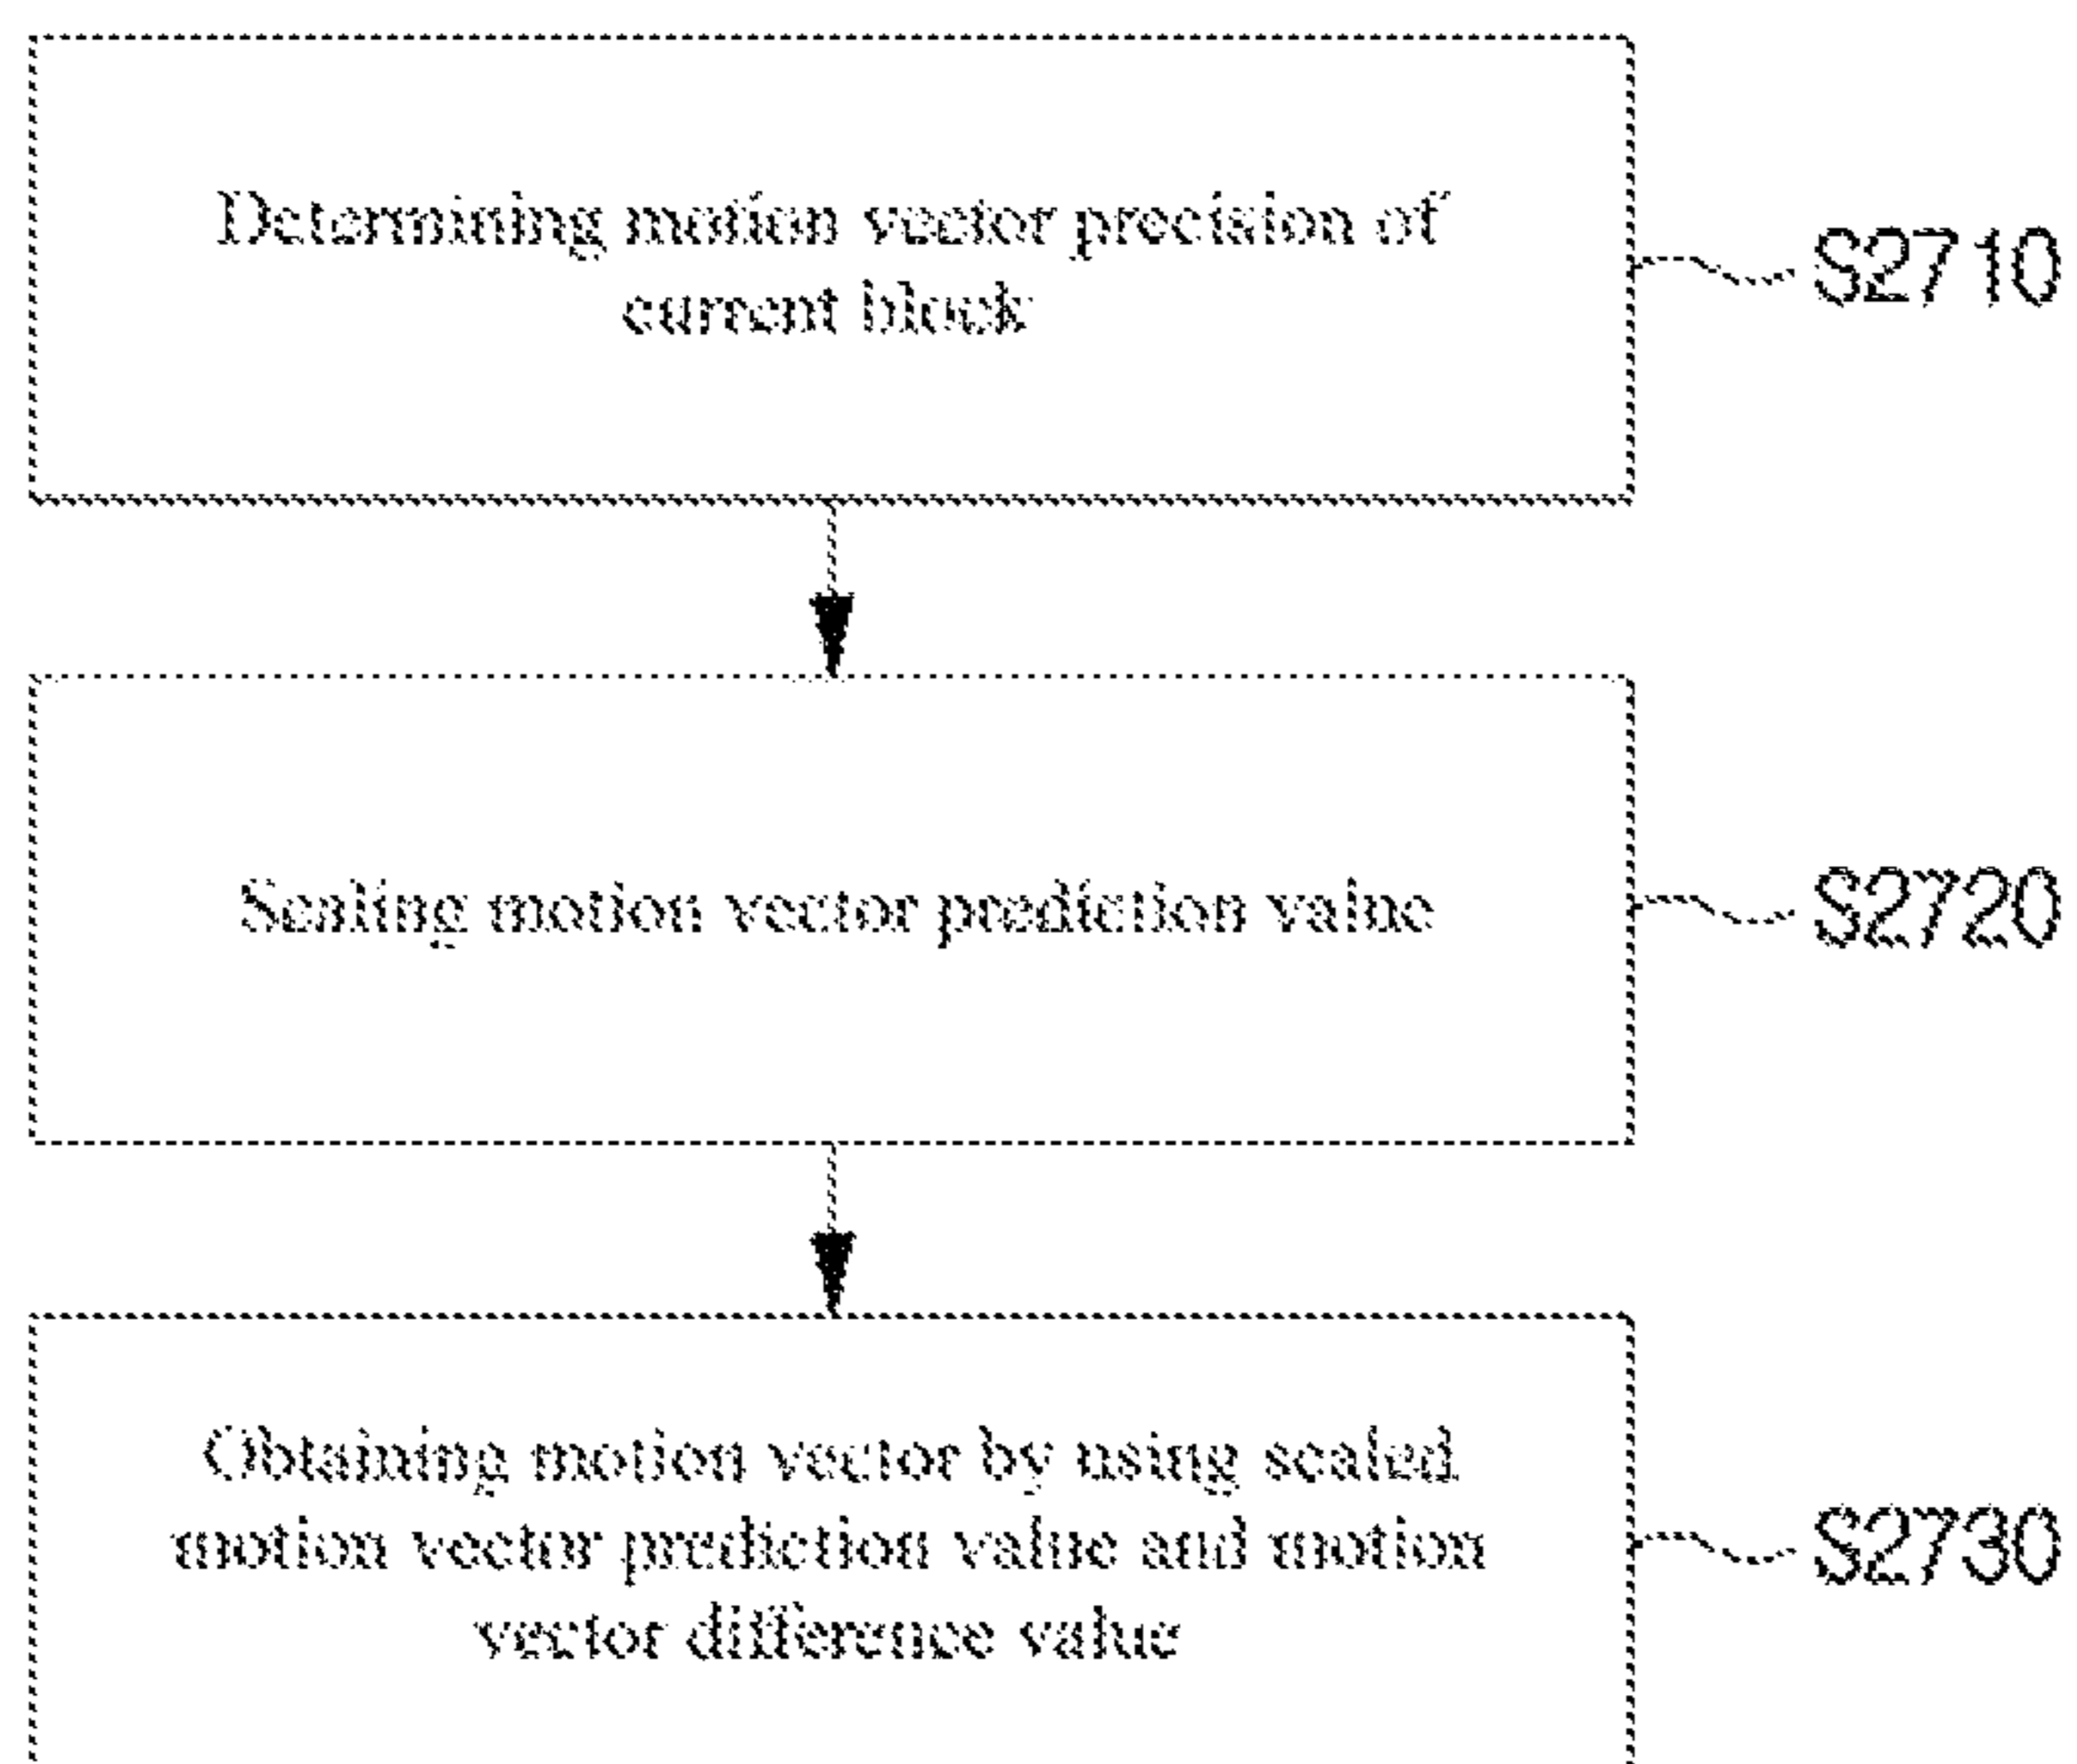 Determining motion vector precision of
current block
S2710
Scaling motion vector prediction value
S2720
Obtaining motion vector by using scaled
motion vector prediction value and motion
vector difference value
S2730